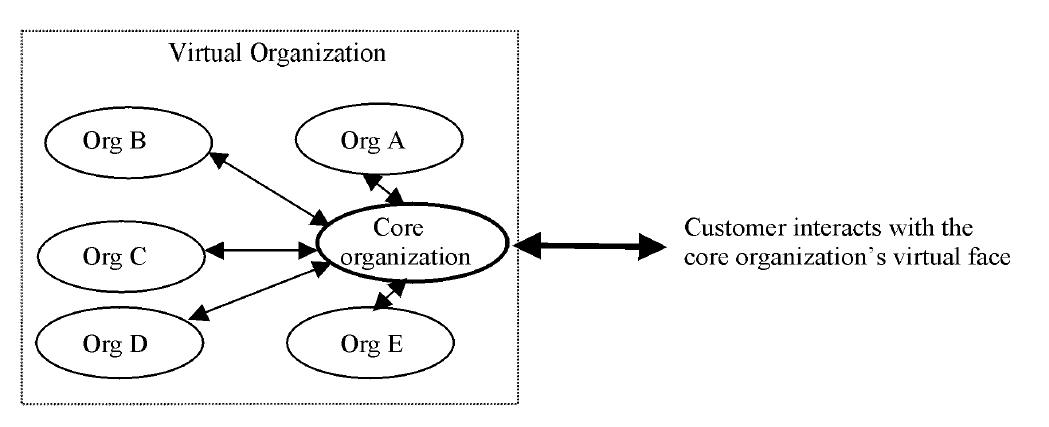 Virtual Organization
Org B
Org A
Core
organization
Org C
Org D
Org E
Customer interacts with the
core organization's virtual face